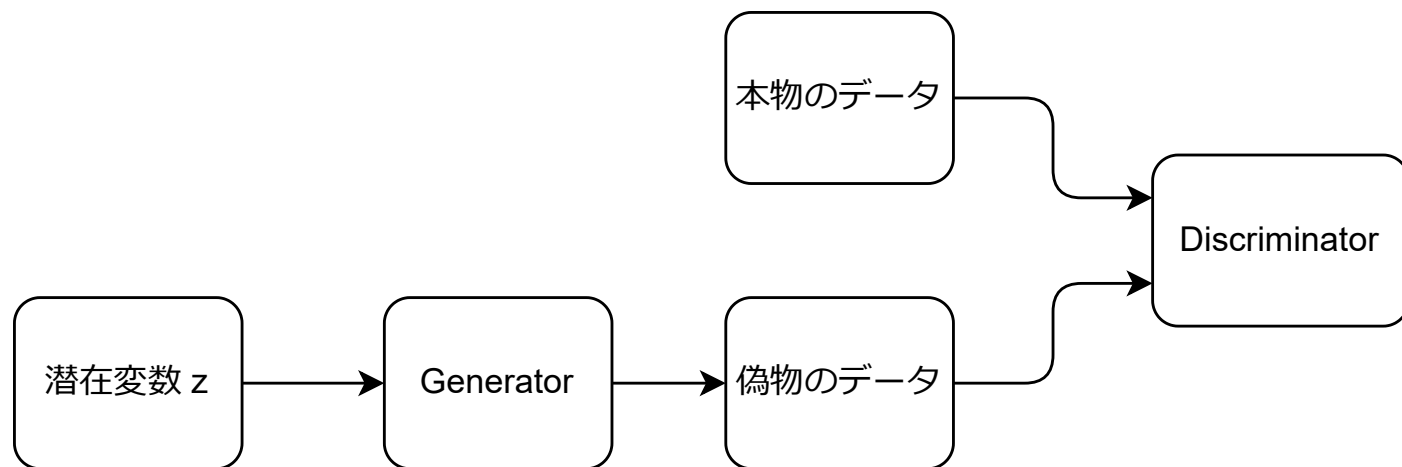 本物のデータ
Discriminator
潜在変数 z
Generator
偽物のデータ